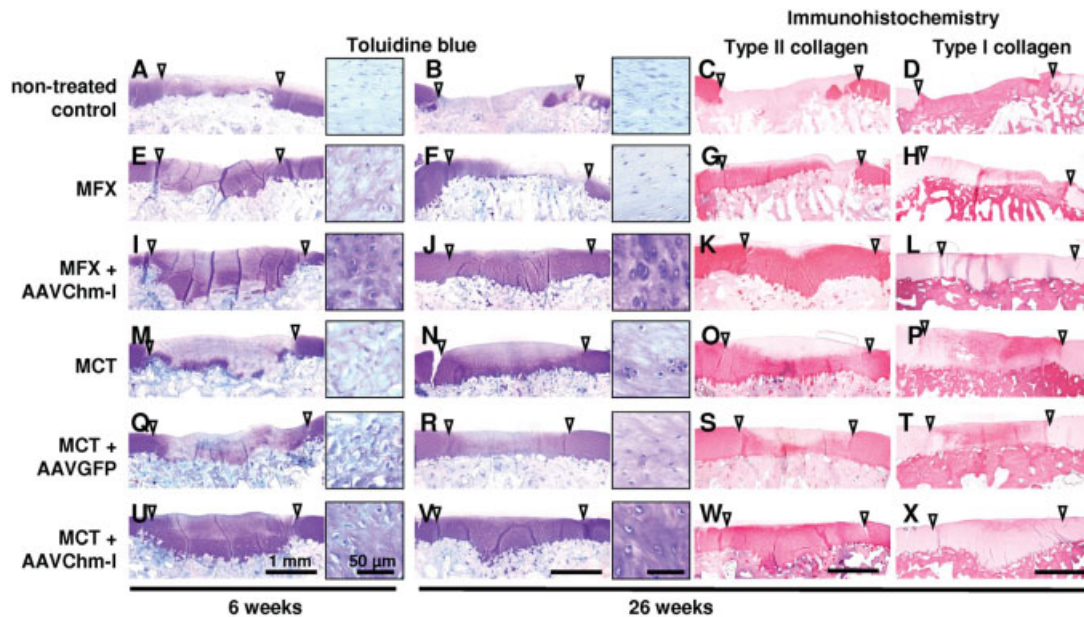 Immunohistochemistry
Toluidine blue
Type II collagen
Type I collagen
non-treated
control
A
B
C
D
MFX
E
F
G
H
MFX +
AAVChm-I
I
J
K
L
MCT
M
N
O
P
MCT +
AAVGFP
Q
R
S
T
MCT +
AAVChm-I
U
1 mm
50 µm
V
W
X
6 weeks
26 weeks